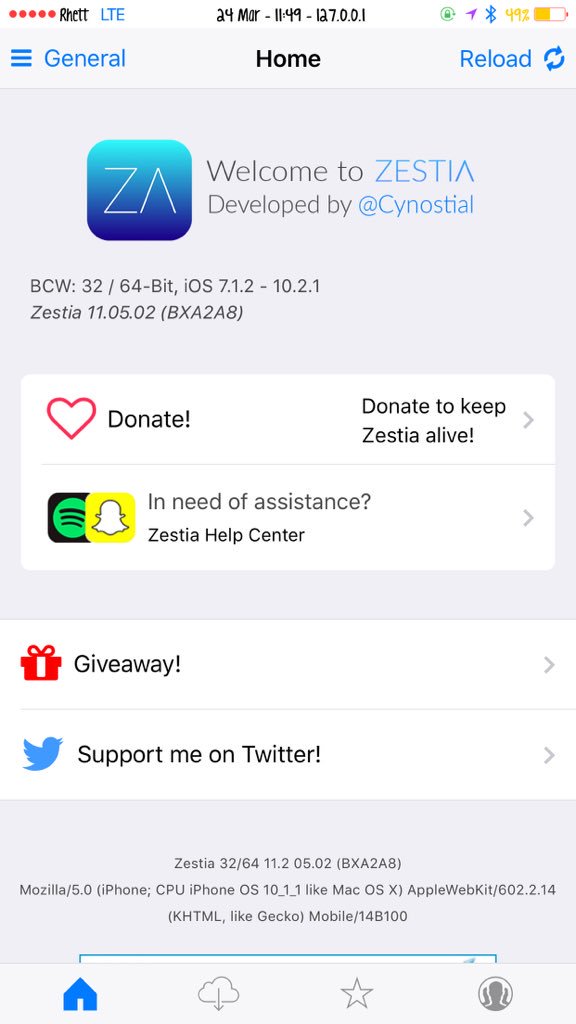 Rhett LTE 24 Mar - 11:49 - 127.0.0.1 49%
General Home Reload
ZΛ
Welcome to ZESTIΛ
Developed by @Cynostial
BCW: 32 / 64-Bit, iOS 7.1.2 - 10.2.1
Zestia 11.05.02 (BXA2A8)
Donate!
Donate to keep
Zestia alive!
In need of assistance?
Zestia Help Center
Giveaway!
Support me on Twitter!
Zestia 32/64 11.2 05.02 (BXA2A8)
Mozilla/5.0 (iPhone; CPU iPhone OS 10_1_1 like Mac OS X) AppleWebKit/602.2.14
(KHTML, like Gecko) Mobile/14B100